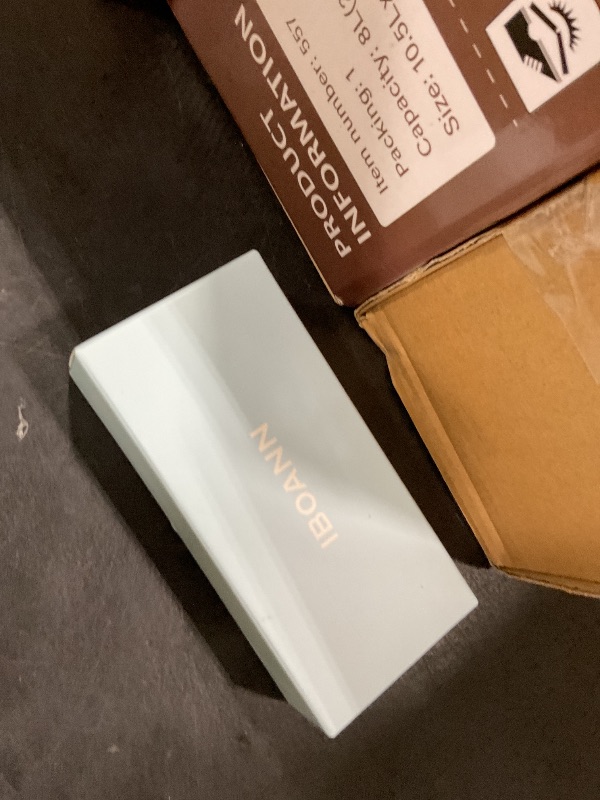 PRODUCT
INFORMATION
Item number: 557
Packing: 1
Capacity: 8L(
Size: 10.5L
IBOANN